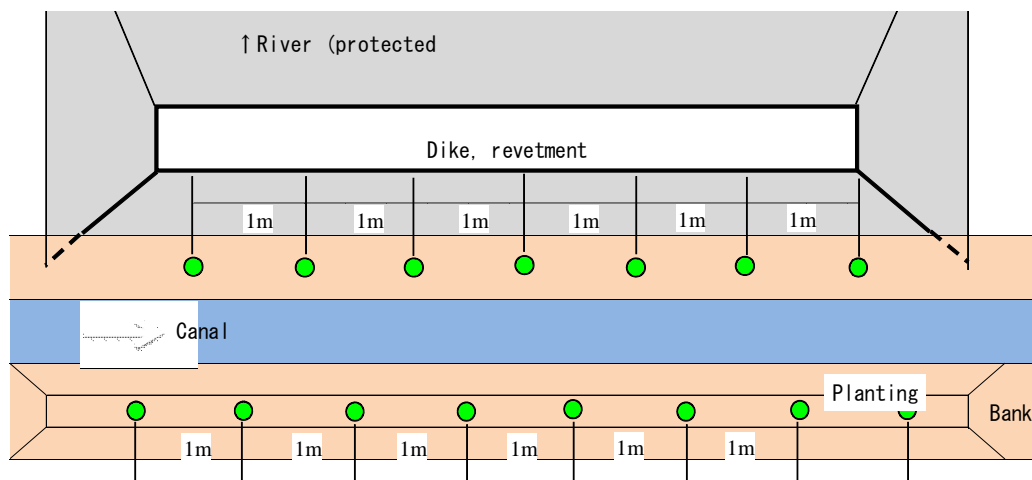 ↑River (protected
Dike, revetment
1m 1m 1m 1m 1m 1m
Canal
Planting
Bank
1m 1m 1m 1m 1m 1m